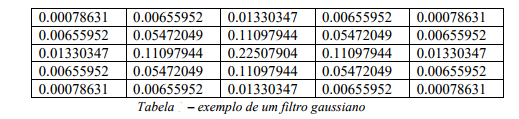 0.00078631 0.00655952 0.01330347 0.00655952 0.00078631
0.00655952 0.05472049 0.11097944 0.05472049 0.00655952
0.01330347 0.11097944 0.22507904 0.11097944 0.01330347
0.00655952 0.05472049 0.11097944 0.05472049 0.00655952
0.00078631 0.00655952 0.01330347 0.00655952 0.00078631
Tabela – exemplo de um filtro gaussiano